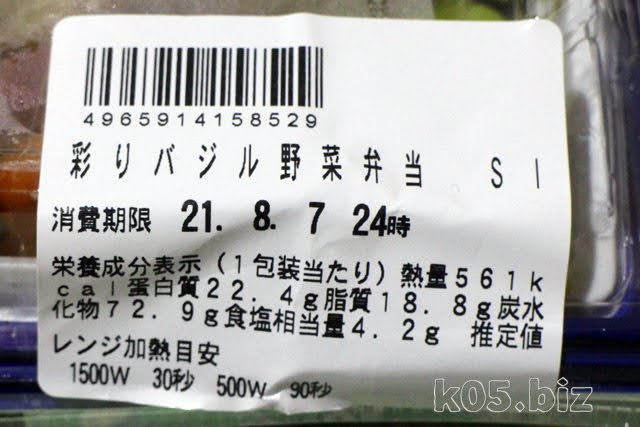 4965914158529
彩りバジル野菜弁当 SI
消費期限 21. 8. 7 24時
栄養成分表示（1包装当たり）熱量561k
cal蛋白質22.4g脂質18.8g炭水
化物72.9g食塩相当量4.2g 推定値
レンジ加熱目安
1500W 30秒 500W 90秒
k05.biz